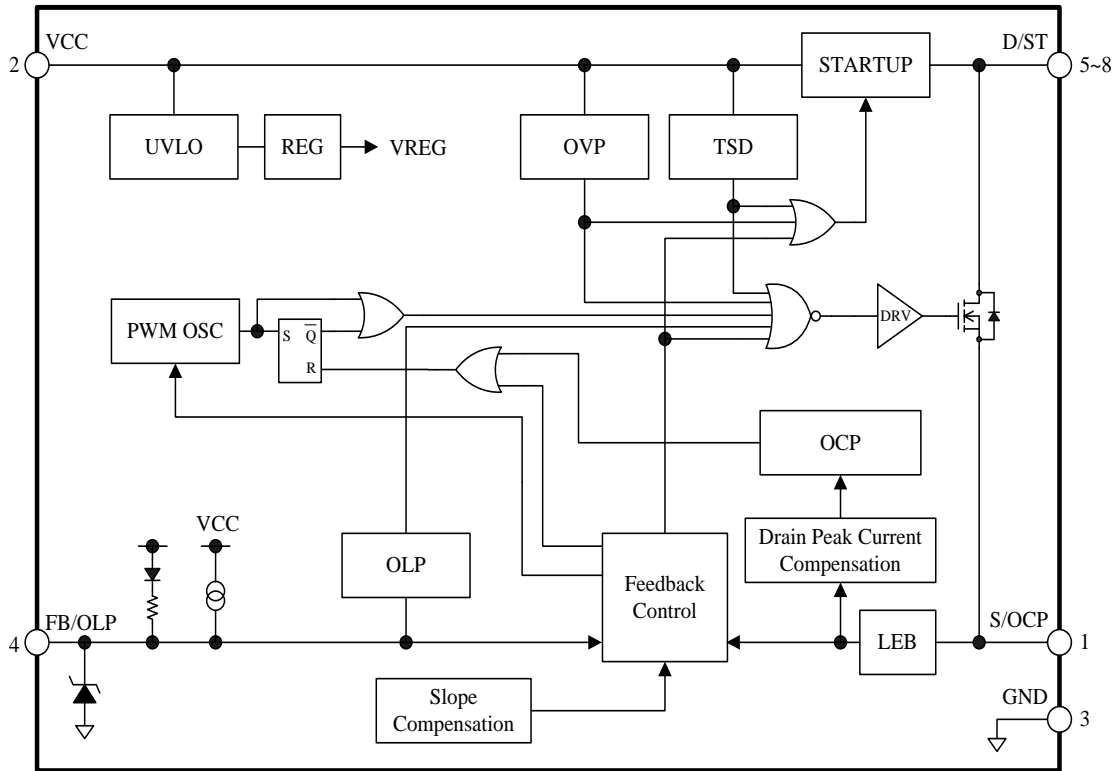 VCC
D/ST
2
5~8
STARTUP
UVLO
REG
VREG
OVP
TSD
PWM OSC
S
Q̅
R
DRV
OCP
VCC
OLP
Feedback
Control
Drain Peak Current
Compensation
FB/OLP
4
LEB
S/OCP
1
Slope
Compensation
GND
3